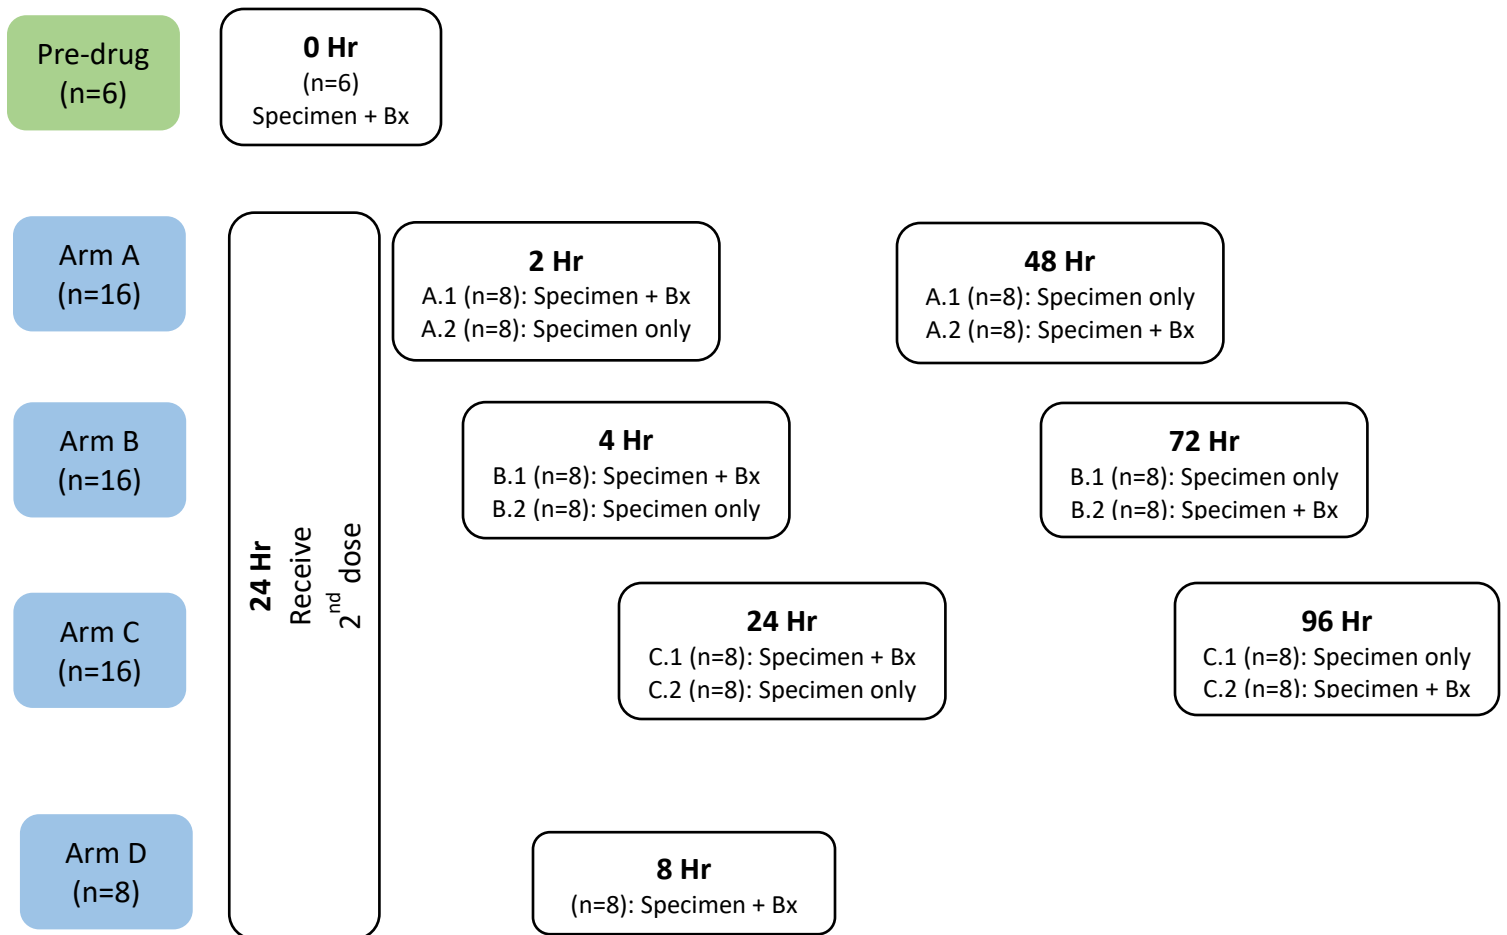 Pre-drug
(n=6)
0 Hr
(n=6)
Specimen + Bx
24 Hr
Receive
2nd dose
Arm A
(n=16)
2 Hr
A.1 (n=8): Specimen + Bx
A.2 (n=8): Specimen only
48 Hr
A.1 (n=8): Specimen only
A.2 (n=8): Specimen + Bx
Arm B
(n=16)
4 Hr
B.1 (n=8): Specimen + Bx
B.2 (n=8): Specimen only
72 Hr
B.1 (n=8): Specimen only
B.2 (n=8): Specimen + Bx
Arm C
(n=16)
24 Hr
C.1 (n=8): Specimen + Bx
C.2 (n=8): Specimen only
96 Hr
C.1 (n=8): Specimen only
C.2 (n=8): Specimen + Bx
Arm D
(n=8)
8 Hr
(n=8): Specimen + Bx